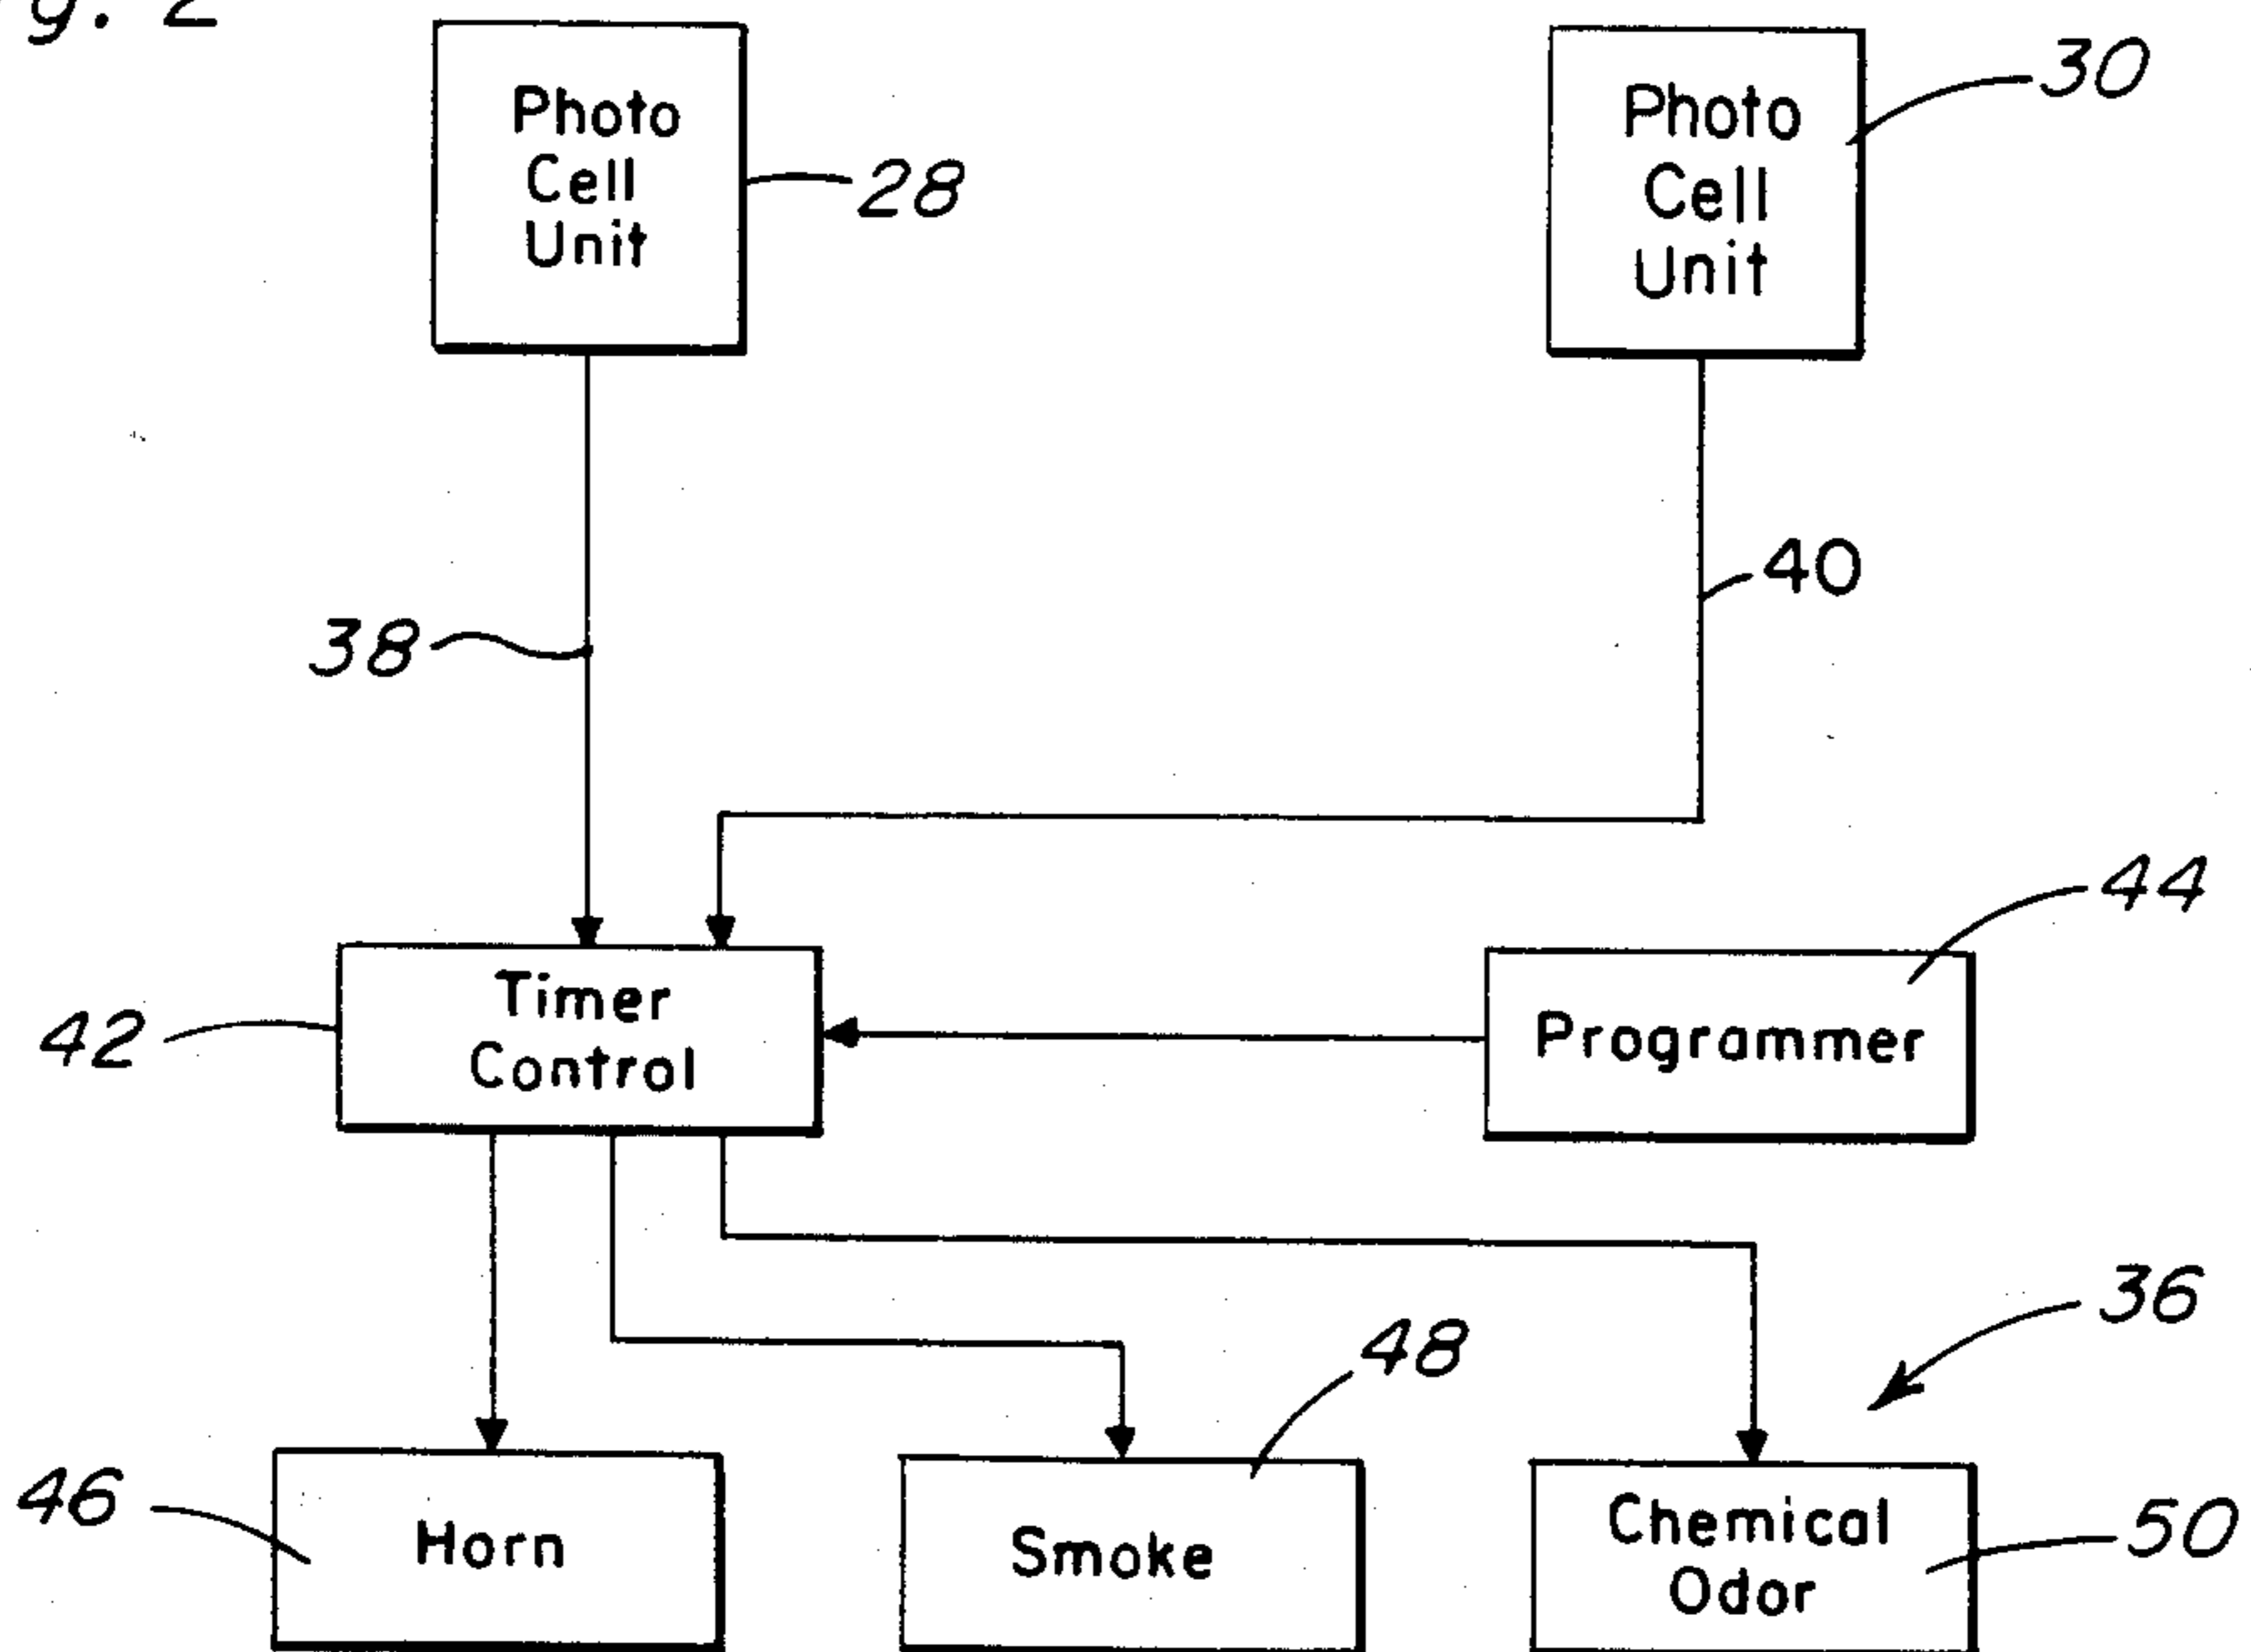 g. 2
Photo
Cell
Unit
28
Photo
Cell
Unit
30
38
40
42
Timer
Control
Programmer
44
36
46
Horn
48
Smoke
Chemical
Odor
50